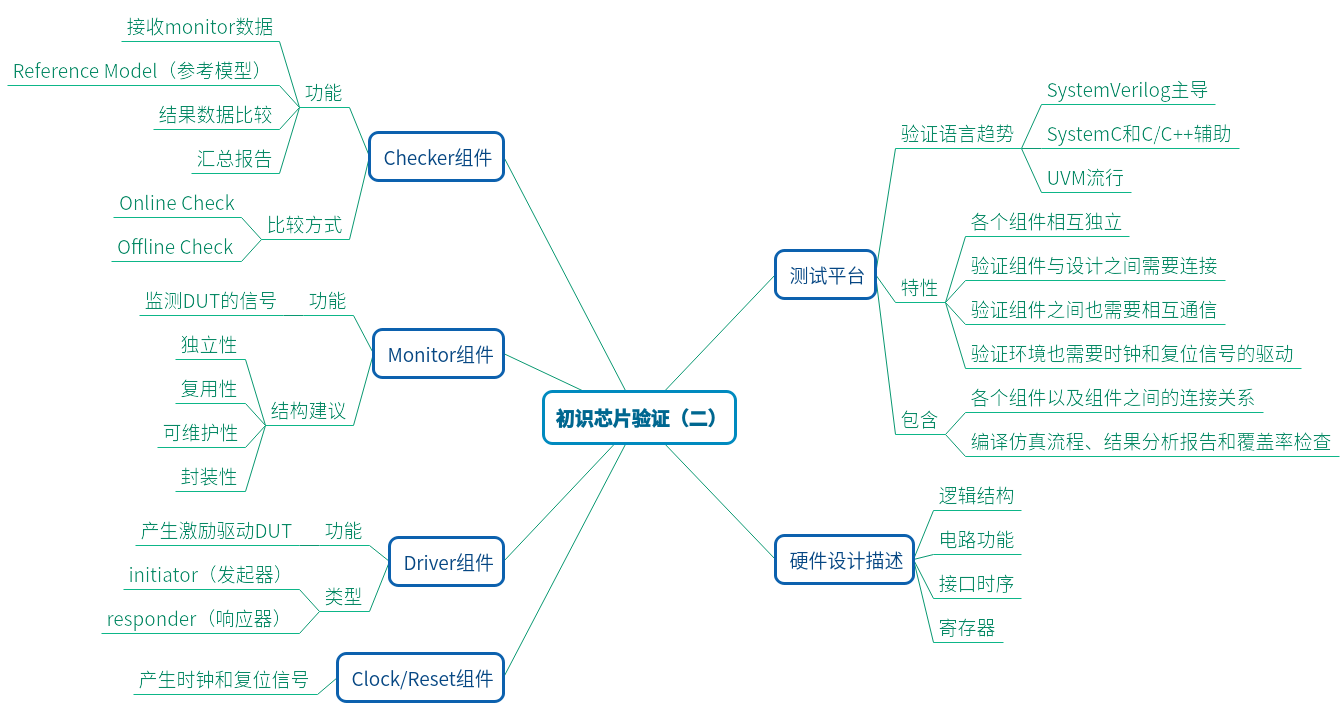 初识芯片验证（二）
测试平台
验证语言趋势
SystemVerilog主导
SystemC和C/C++辅助
UVM流行
特性
各个组件相互独立
验证组件与设计之间需要连接
验证组件之间也需要相互通信
验证环境也需要时钟和复位信号的驱动
包含
各个组件以及组件之间的连接关系
编译仿真流程、结果分析报告和覆盖率检查
硬件设计描述
逻辑结构
电路功能
接口时序
寄存器
Checker组件
功能
接收monitor数据
Reference Model（参考模型）
结果数据比较
汇总报告
比较方式
Online Check
Offline Check
Monitor组件
功能
监测DUT的信号
结构建议
独立性
复用性
可维护性
封装性
Driver组件
功能
产生激励驱动DUT
类型
initiator（发起器）
responder（响应器）
Clock/Reset组件
产生时钟和复位信号